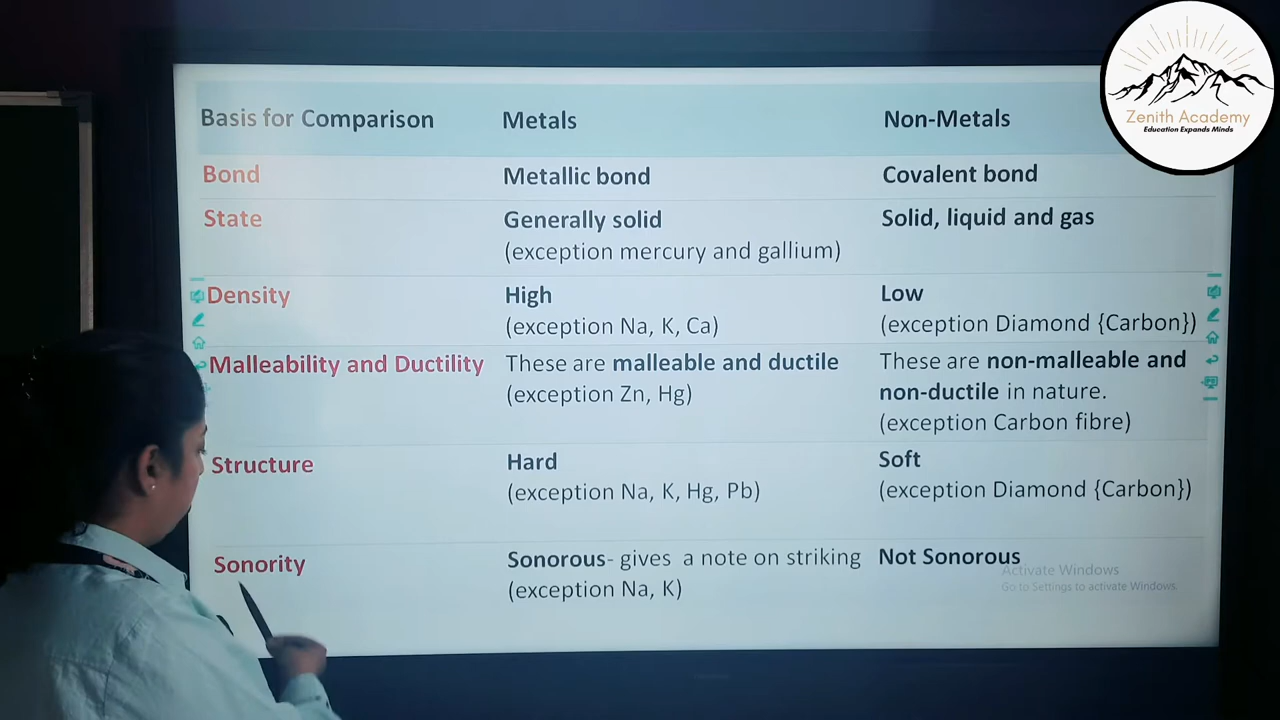 Zenith Academy
Education Expands Minds
Basis for Comparison Metals Non-Metals
Bond Metallic bond Covalent bond
State Generally solid Solid, liquid and gas
(exception mercury and gallium)
Density High Low
(exception Na, K, Ca) (exception Diamond {Carbon})
Malleability and Ductility These are malleable and ductile These are non-malleable and
(exception Zn, Hg) non-ductile in nature.
(exception Carbon fibre)
Structure Hard Soft
(exception Na, K, Hg, Pb) (exception Diamond {Carbon})
Sonority Sonorous- gives a note on striking Not Sonorous
(exception Na, K)
Activate Windows
Go to Settings to activate Windows.